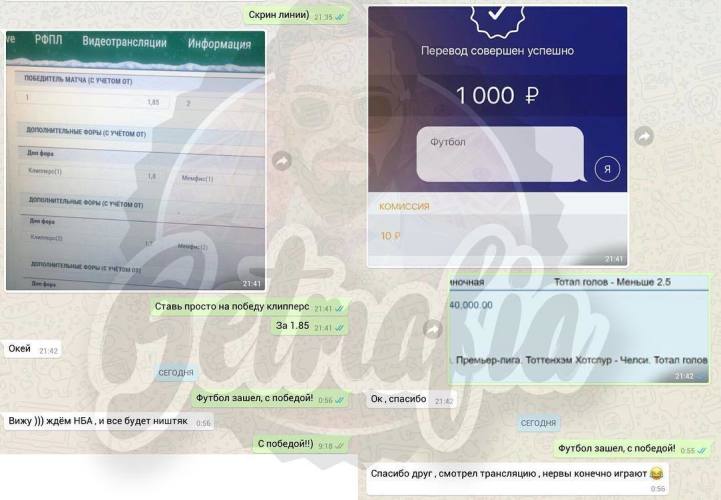 Скрин линии) 21:35
ve РФПЛ Видеотрансляции Информация
ПОБЕДИТЕЛЬ МАТЧА (С УЧЕТОМ ОТ)
1 1,85 2
ДОПОЛНИТЕЛЬНЫЕ ФОРЫ (С УЧЁТОМ ОТ)
Доп фора
Клипперс(1) 1,8 Мемфис(1)
ДОПОЛНИТЕЛЬНЫЕ ФОРЫ (С УЧЁТОМ ОТ)
Доп фора
Клипперс(2) 1,7 Мемфис(2)
ДОПОЛНИТЕЛЬНЫЕ ФОРЫ (С УЧЁТОМ ОТ)
Доп фора
21:41
Ставь просто на победу клипперс 21:41
За 1.85 21:41
Окей 21:42
СЕГОДНЯ
Футбол зашел, с победой! 0:56
Вижу ))) ждём НБА , и все будет ништяк 0:56
С победой!!) 9:18
Перевод совершен успешно
1 000 ₽
Футбол
Я
КОМИССИЯ
10 ₽
21:41
ночная Тотал голов - Меньше 2.5
40,000.00
. Премьер-лига. Тоттенхэм Хотспур - Челси. Тотал голов
21:42
Ок , спасибо 21:42
СЕГОДНЯ
Футбол зашел, с победой! 0:55
Спасибо друг , смотрел трансляцию , нервы конечно играют 😂
0:56
Betmafia